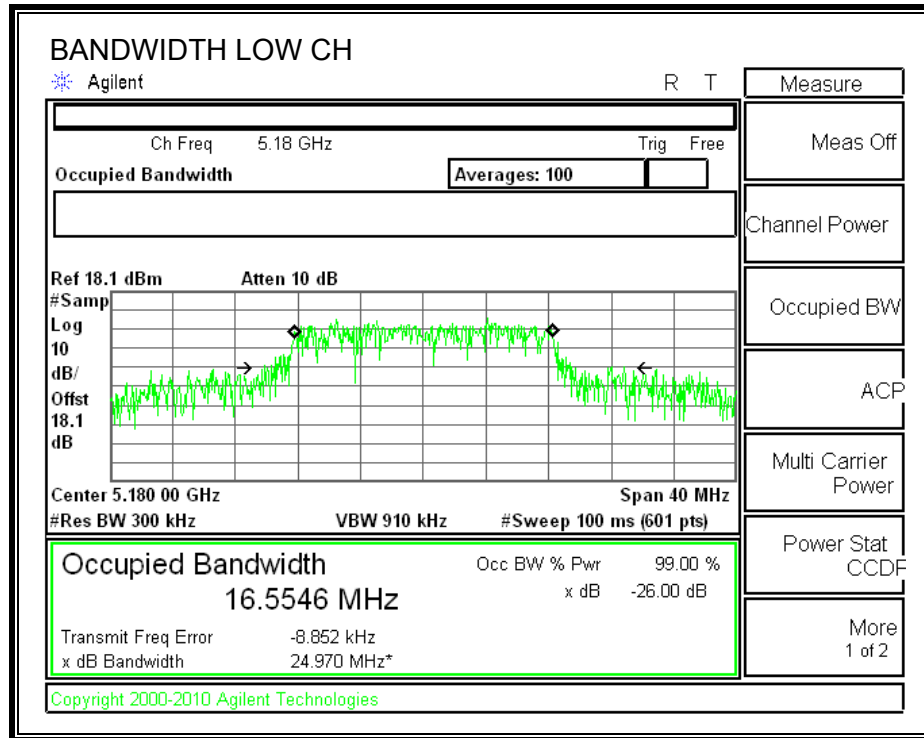 BANDWIDTH LOW CH
Agilent R T
Measure
Ch Freq 5.18 GHz Trig Free
Meas Off
Occupied Bandwidth Averages: 100
Channel Power
Ref 18.1 dBm Atten 10 dB
#Samp
Log
10
dB/
Offst
18.1
dB
Occupied BW
ACP
Multi Carrier
Power
Center 5.180 00 GHz Span 40 MHz
#Res BW 300 kHz VBW 910 kHz #Sweep 100 ms (601 pts)
Power Stat
CCDF
Occupied Bandwidth Occ BW % Pwr 99.00 %
16.5546 MHz x dB -26.00 dB
Transmit Freq Error -8.852 kHz
x dB Bandwidth 24.970 MHz*
More
1 of 2
Copyright 2000-2010 Agilent Technologies